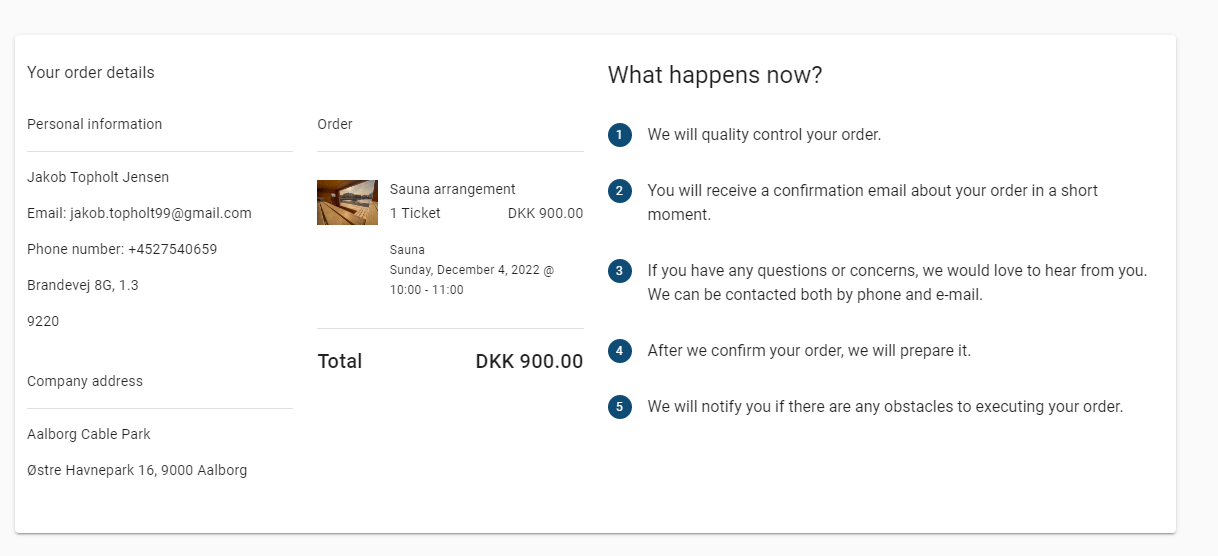 Your order details
Personal information
Jakob Topholt Jensen
Email: jakob.topholt99@gmail.com
Phone number: +4527540659
Brandevej 8G, 1.3
9220
Company address
Aalborg Cable Park
Østre Havnepark 16, 9000 Aalborg
Order
Sauna arrangement
1 Ticket DKK 900.00
Sauna
Sunday, December 4, 2022 @
10:00 - 11:00
Total DKK 900.00
What happens now?
1 We will quality control your order.
2 You will receive a confirmation email about your order in a short
moment.
3 If you have any questions or concerns, we would love to hear from you.
We can be contacted both by phone and e-mail.
4 After we confirm your order, we will prepare it.
5 We will notify you if there are any obstacles to executing your order.